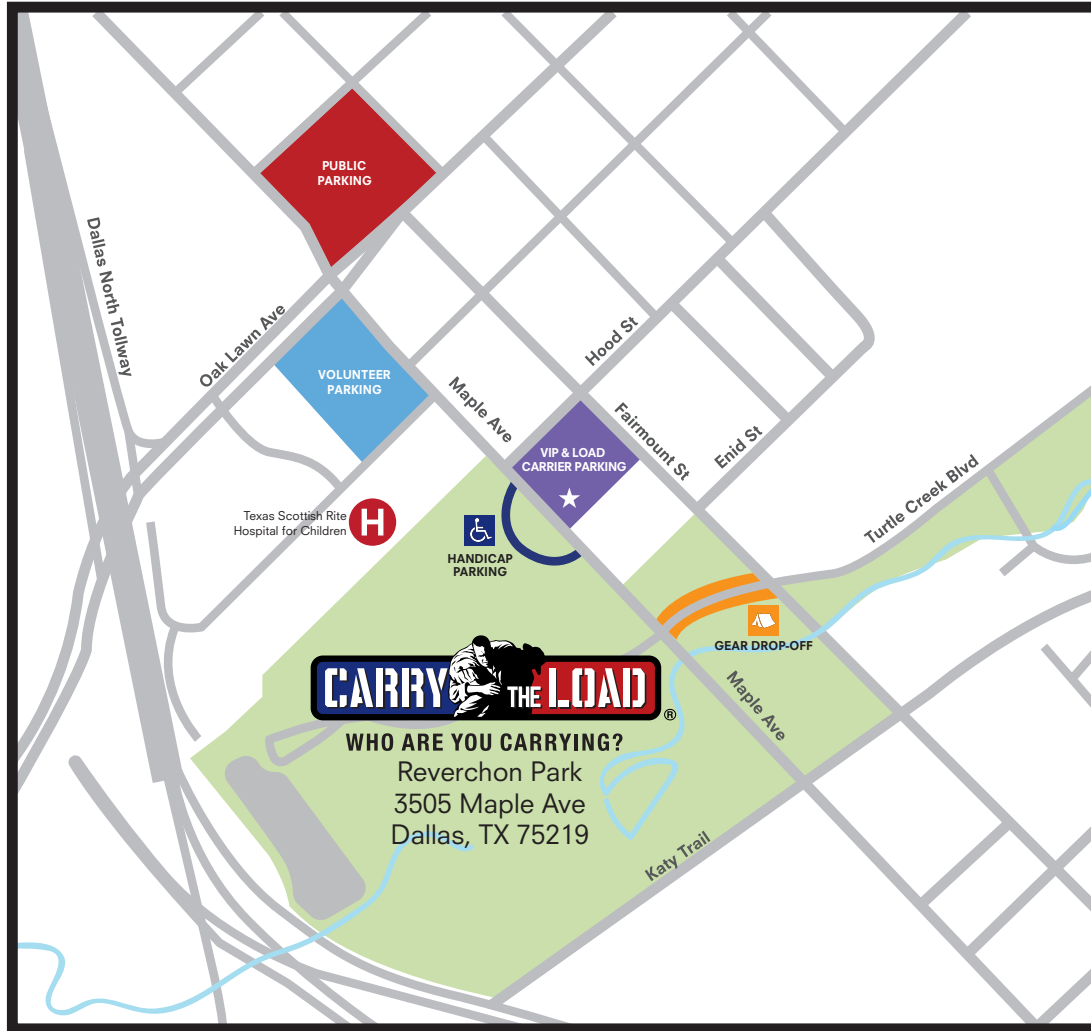 PUBLIC
PARKING
Dallas North Tollway
Oak Lawn Ave
VOLUNTEER
PARKING
Hood St
Maple Ave
Fairmount St
Enid St
VIP & LOAD
CARRIER PARKING
Turtle Creek Blvd
Texas Scottish Rite
Hospital for Children
H
HANDICAP
PARKING
GEAR DROP-OFF
CARRY THE LOAD
®
Maple Ave
WHO ARE YOU CARRYING?
Reverchon Park
3505 Maple Ave
Dallas, TX 75219
Katy Trail